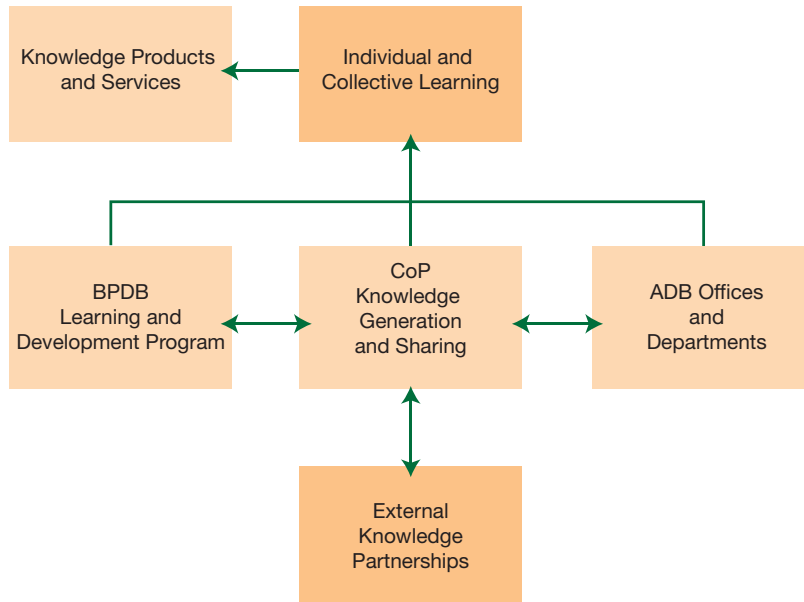 Knowledge Products
and Services
Individual and
Collective Learning
BPDB
Learning and
Development Program
CoP
Knowledge
Generation
and Sharing
ADB Offices
and
Departments
External
Knowledge
Partnerships